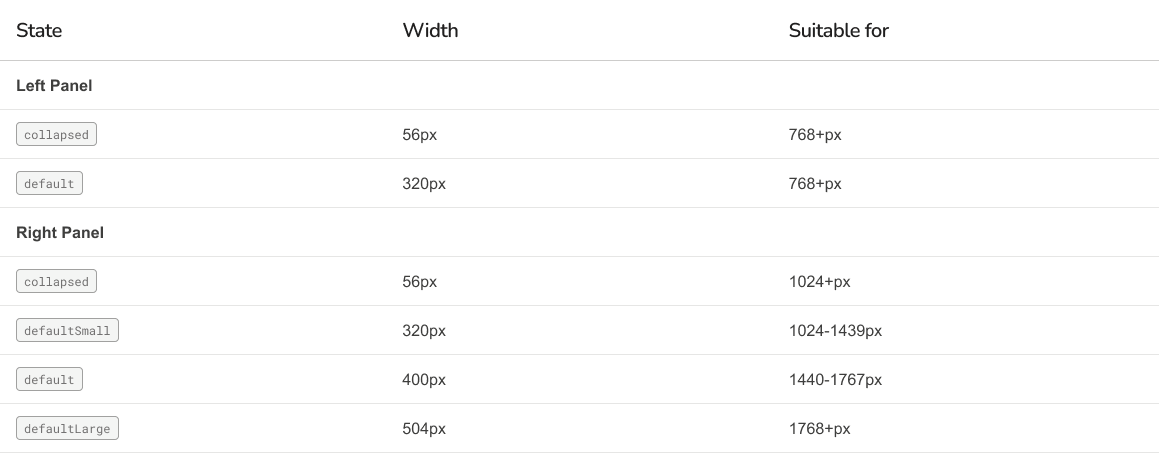 State Width Suitable for
Left Panel
collapsed 56px 768+px
default 320px 768+px
Right Panel
collapsed 56px 1024+px
defaultSmall 320px 1024-1439px
default 400px 1440-1767px
defaultLarge 504px 1768+px